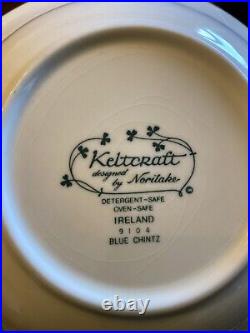 Keltcraft
designed
by Noritake
©
DETERGENT-SAFE
OVEN-SAFE
IRELAND
9104
BLUE CHINTZ